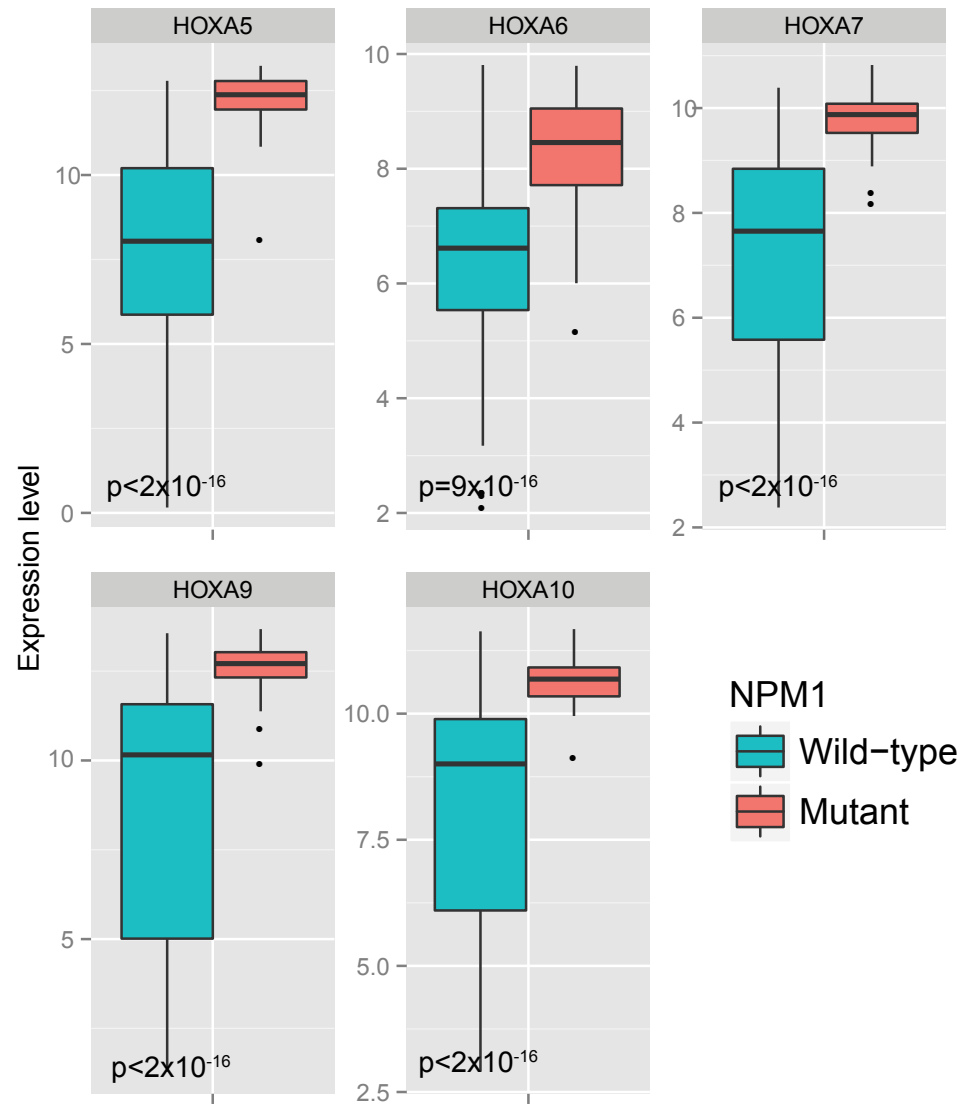 HOXA5
HOXA6
HOXA7
10
5
0
p<2x10⁻¹⁶
10
8
6
4
2
p=9x10⁻¹⁶
10
8
6
4
2
p<2x10⁻¹⁶
Expression level
HOXA9
HOXA10
10
5
p<2x10⁻¹⁶
10.0
7.5
5.0
2.5
p<2x10⁻¹⁶
NPM1
Wild−type
Mutant